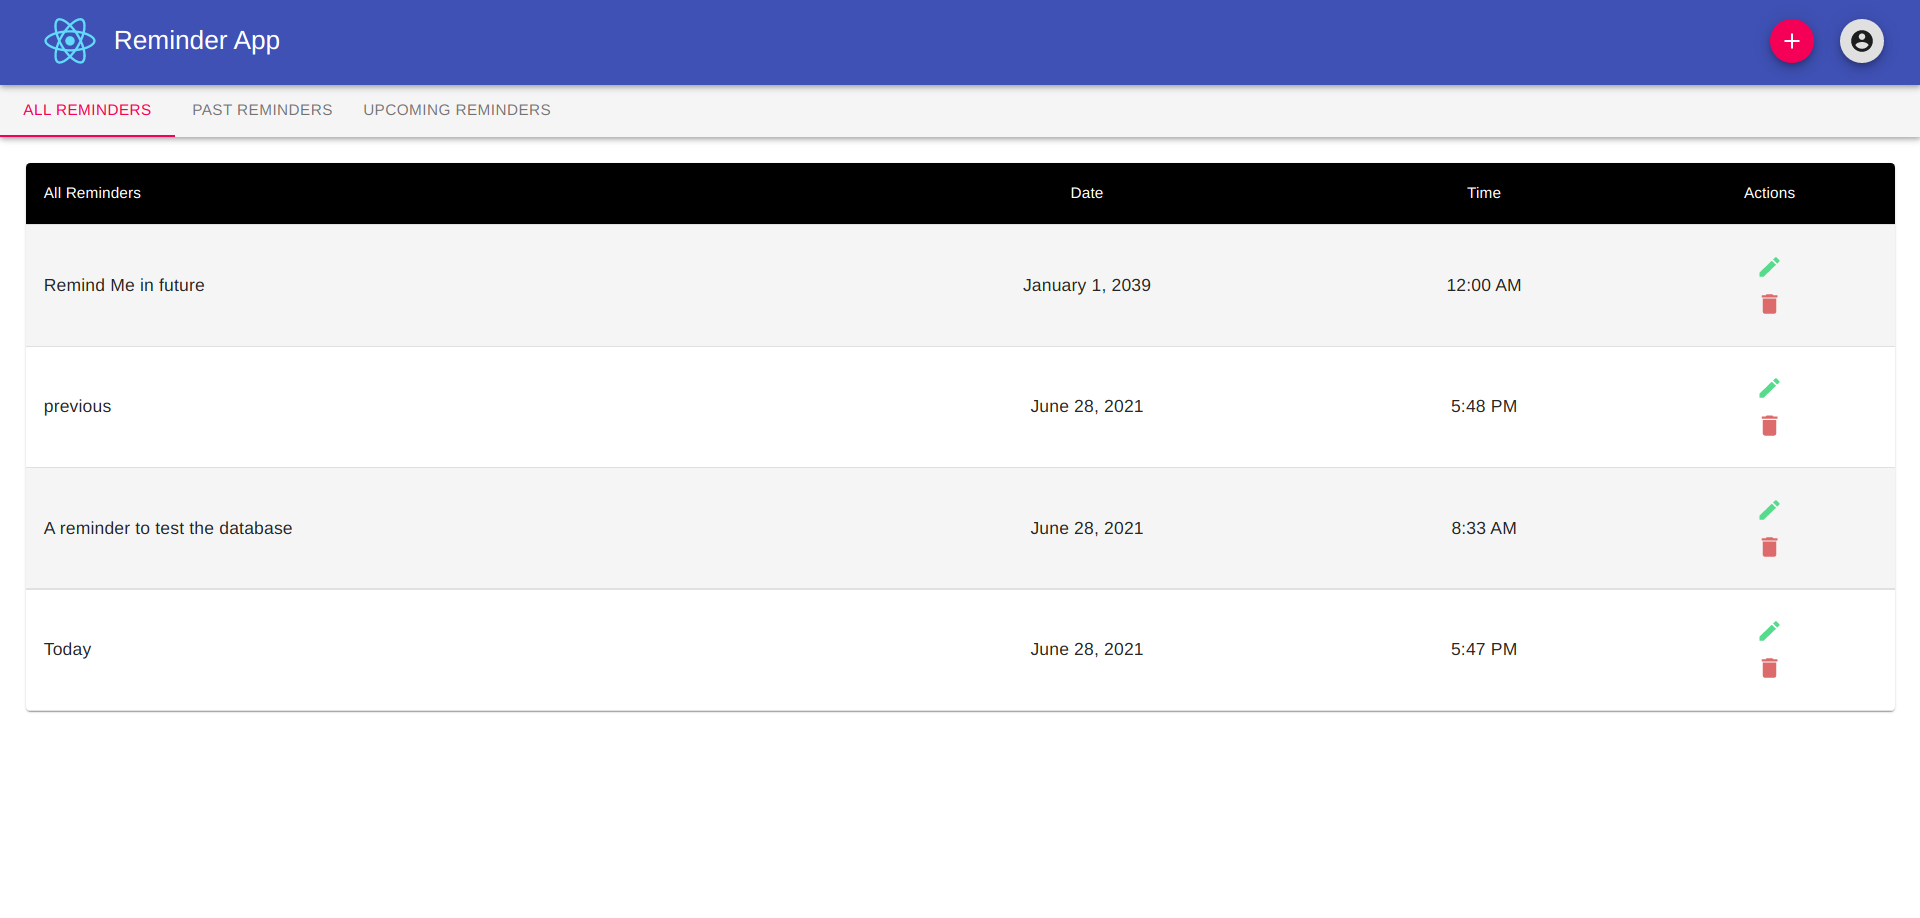 Reminder App
ALL REMINDERS PAST REMINDERS UPCOMING REMINDERS
All Reminders Date Time Actions
Remind Me in future January 1, 2039 12:00 AM
previous June 28, 2021 5:48 PM
A reminder to test the database June 28, 2021 8:33 AM
Today June 28, 2021 5:47 PM